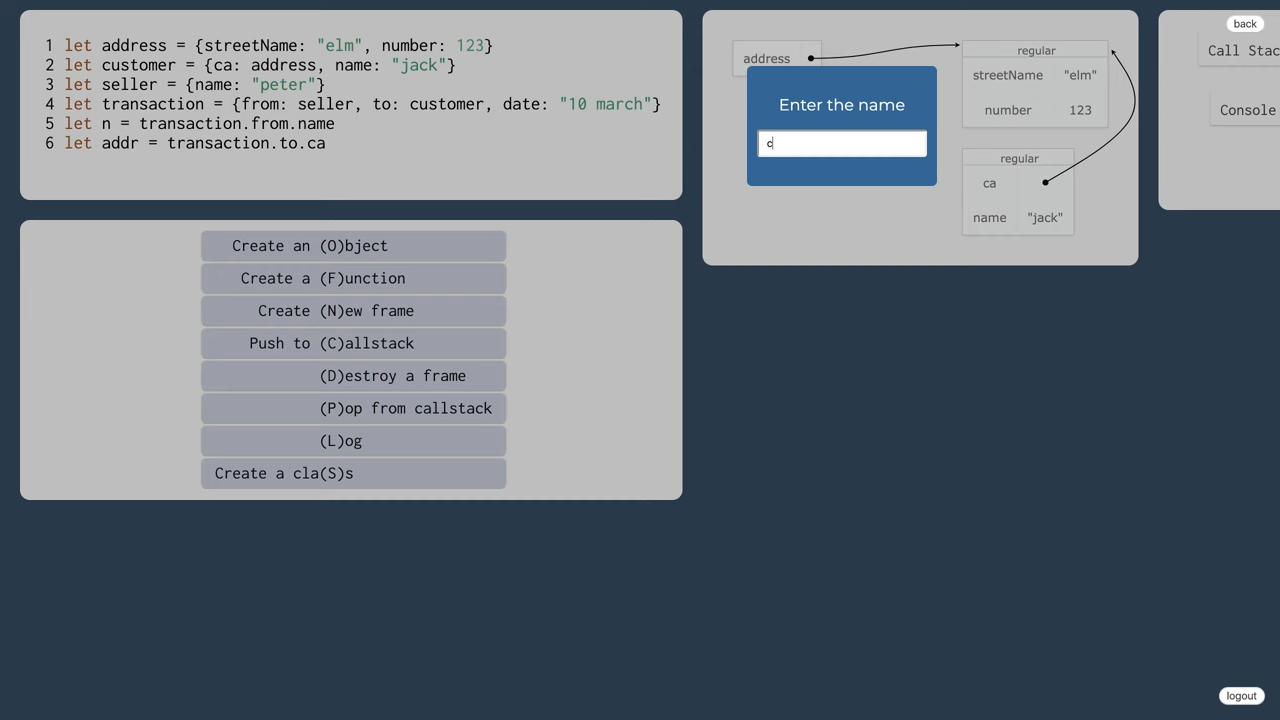 1 let address = {streetName: "elm", number: 123}
2 let customer = {ca: address, name: "jack"}
3 let seller = {name: "peter"}
4 let transaction = {from: seller, to: customer, date: "10 march"}
5 let n = transaction.from.name
6 let addr = transaction.to.ca
Create an (O)bject
Create a (F)unction
Create (N)ew frame
Push to (C)allstack
(D)estroy a frame
(P)op from callstack
(L)og
Create a cla(S)s
address
Enter the name
c
regular
streetName "elm"
number 123
regular
ca
name "jack"
back
Call Stac
Console
logout